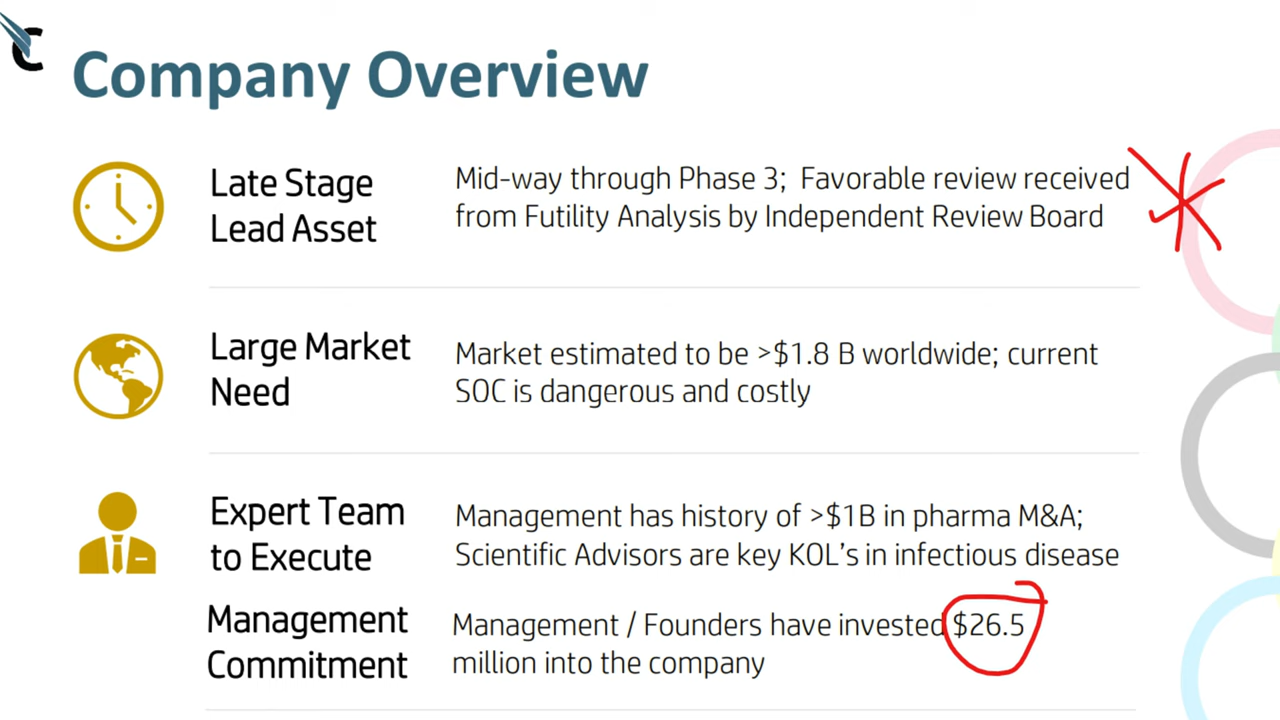 Company Overview
Late Stage
Lead Asset
Mid-way through Phase 3; Favorable review received
from Futility Analysis by Independent Review Board
Large Market
Need
Market estimated to be >$1.8 B worldwide; current
SOC is dangerous and costly
Expert Team
to Execute
Management has history of >$1B in pharma M&A;
Scientific Advisors are key KOL's in infectious disease
Management
Commitment
Management / Founders have invested $26.5
million into the company